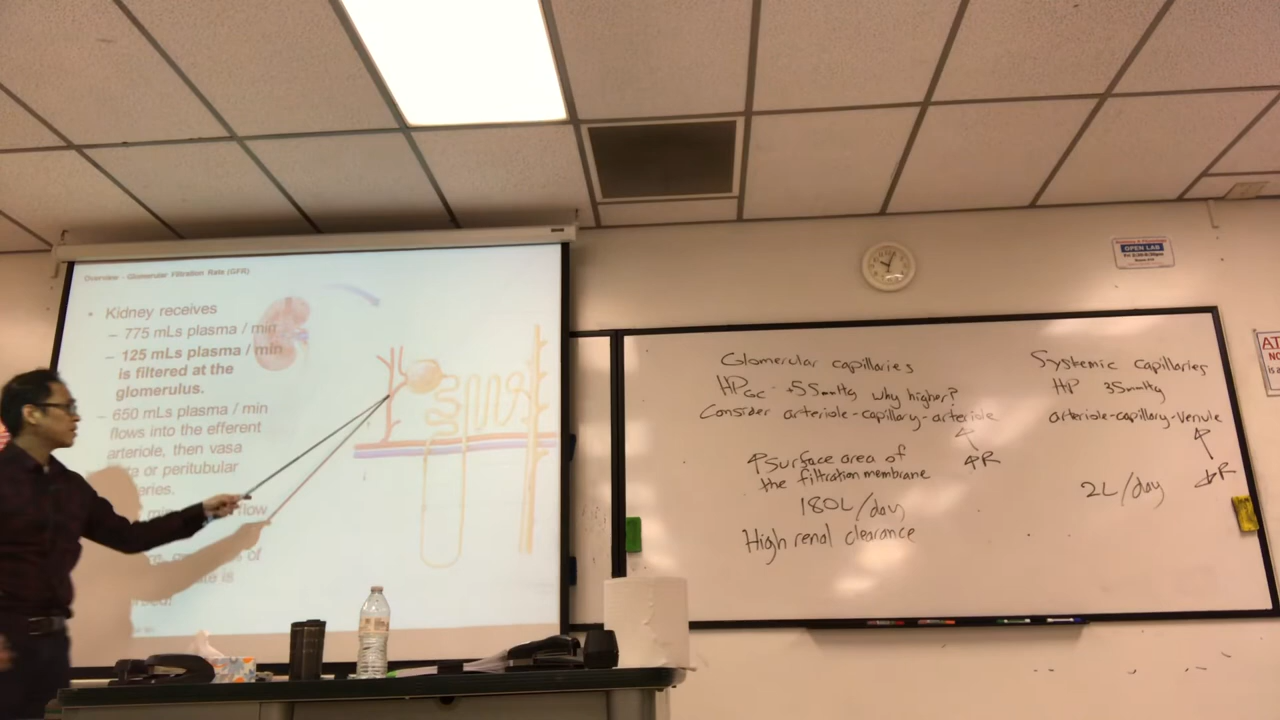 Overview - Glomerular Filtration Rate (GFR)
• Kidney receives
– 775 mLs plasma / min
– 125 mLs plasma / min
is filtered at the
glomerulus.
– 650 mLs plasma / min
flows into the efferent
arteriole, then vasa
or peritubular
flow
of
is
Glomerular capillaries
HPGC +55mmHg why higher?
Consider arteriole-capillary-arteriole
↑R
↑Surface area of
the filtration membrane
180L/day
High renal clearance
Systemic capillaries
HP 35mmHg
arteriole-capillary-venule
↓R
2L/day
OPEN LAB